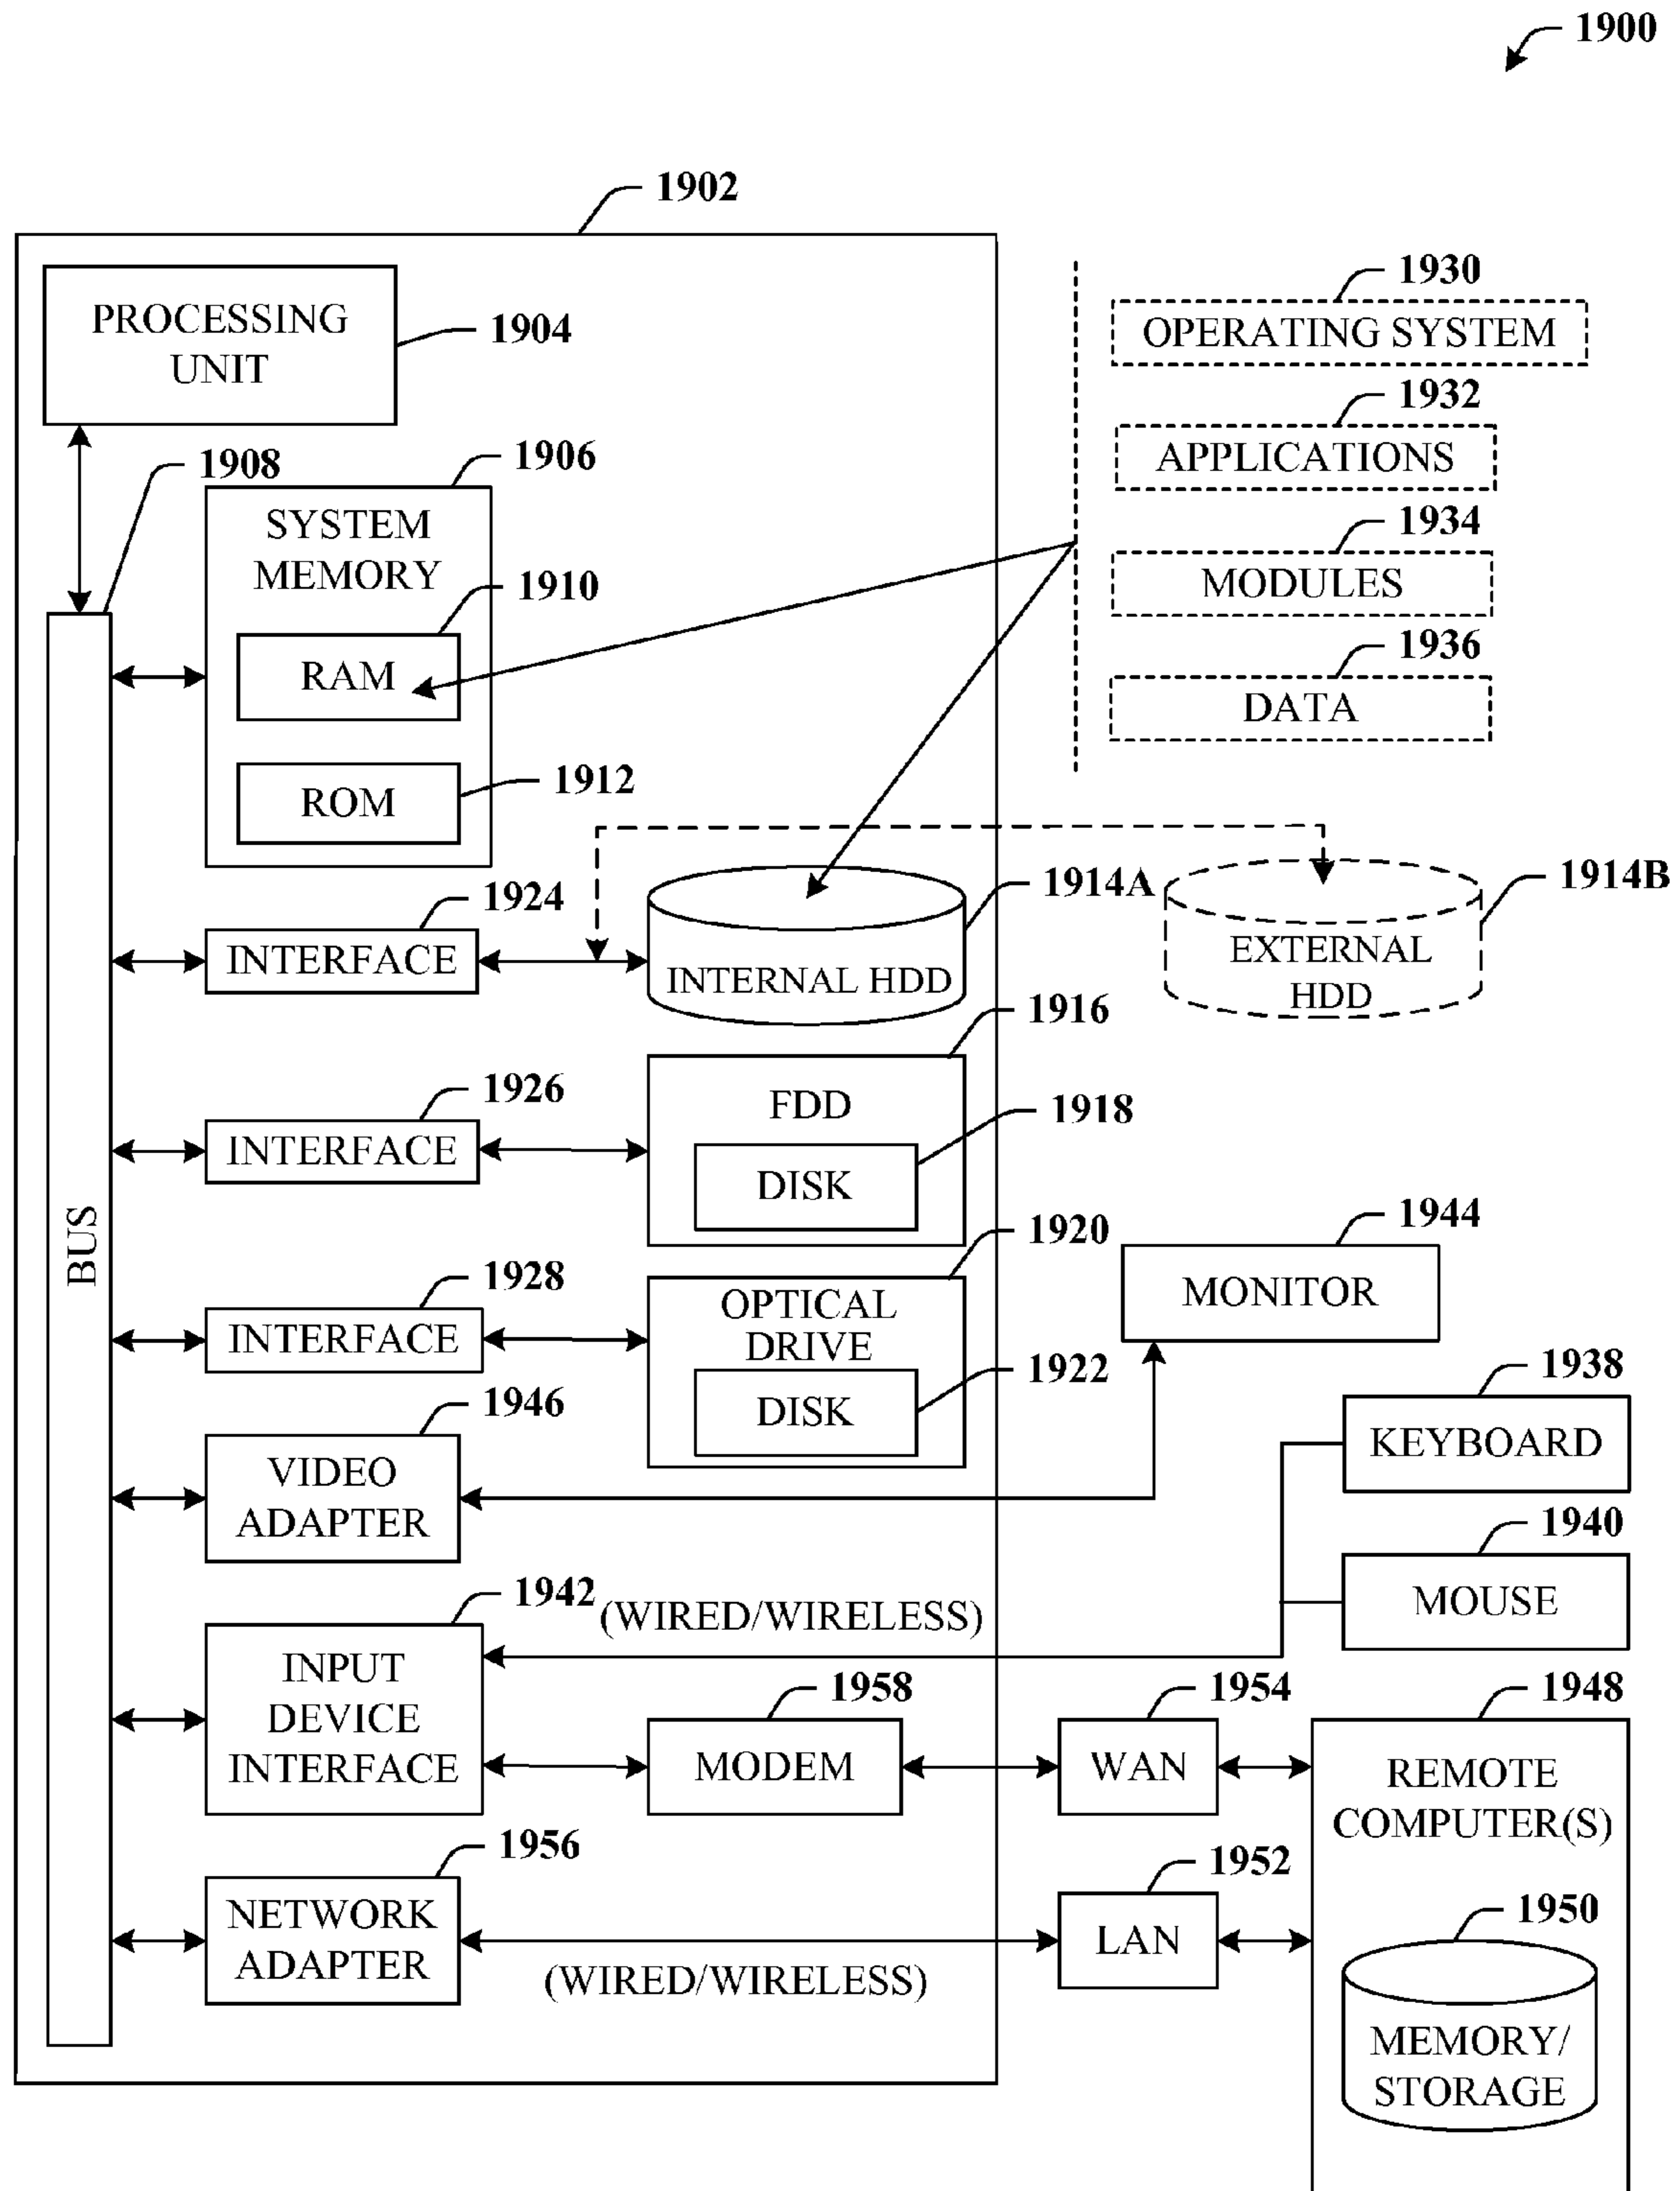 1900
1902
PROCESSING
UNIT
1904
1930
OPERATING SYSTEM
1932
APPLICATIONS
1934
MODULES
1936
DATA
1908
1906
SYSTEM
MEMORY
1910
RAM
1912
ROM
BUS
1924
INTERFACE
1914A
INTERNAL HDD
1914B
EXTERNAL
HDD
1916
FDD
1918
DISK
1926
INTERFACE
1920
OPTICAL
DRIVE
1922
DISK
1928
INTERFACE
1944
MONITOR
1946
VIDEO
ADAPTER
1938
KEYBOARD
1940
MOUSE
1942
(WIRED/WIRELESS)
INPUT
DEVICE
INTERFACE
1958
MODEM
1954
WAN
1948
REMOTE
COMPUTER(S)
1956
NETWORK
ADAPTER
(WIRED/WIRELESS)
1952
LAN
1950
MEMORY/
STORAGE